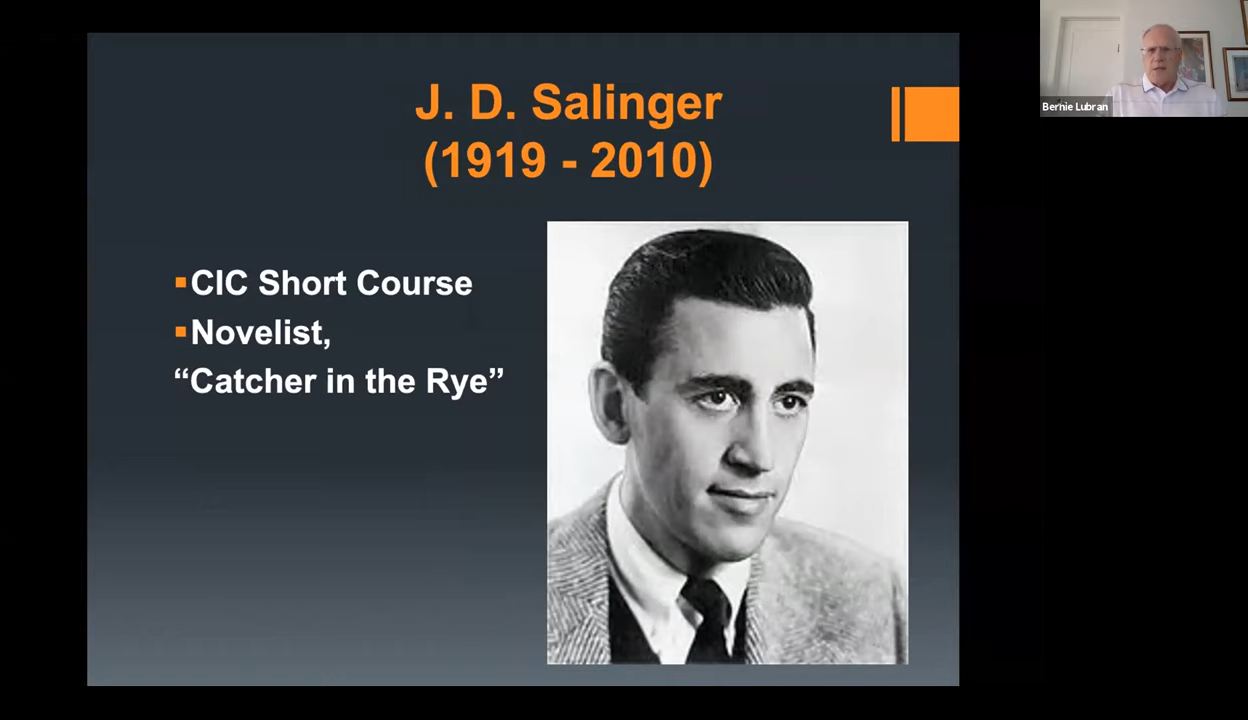 J. D. Salinger
(1919 - 2010)
▪CIC Short Course
▪Novelist,
“Catcher in the Rye”
Bernie Lubran